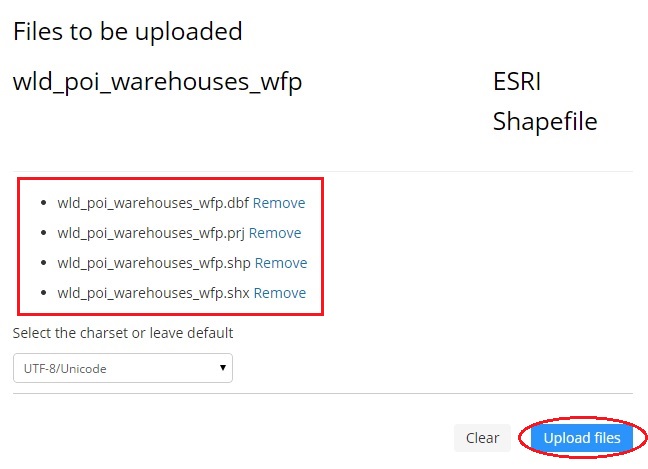 Files to be uploaded
wld_poi_warehouses_wfp ESRI
Shapefile
wld_poi_warehouses_wfp.dbf Remove
wld_poi_warehouses_wfp.prj Remove
wld_poi_warehouses_wfp.shp Remove
wld_poi_warehouses_wfp.shx Remove
Select the charset or leave default
UTF-8/Unicode
Clear Upload files